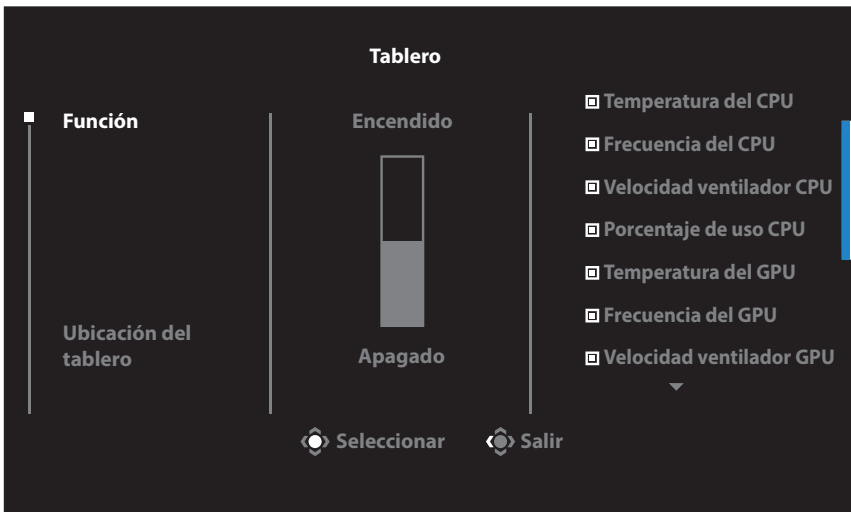 Tablero
Función
Ubicación del
tablero
Encendido
Apagado
Temperatura del CPU
Frecuencia del CPU
Velocidad ventilador CPU
Porcentaje de uso CPU
Temperatura del GPU
Frecuencia del GPU
Velocidad ventilador GPU
Seleccionar
Salir